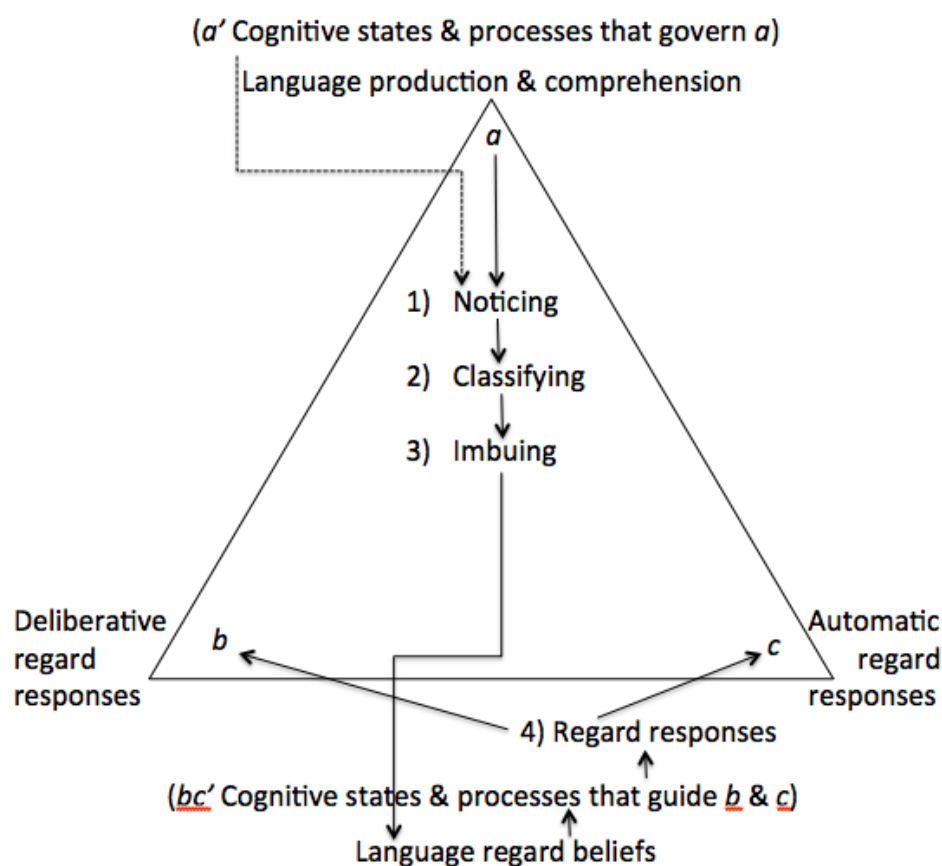 (a’ Cognitive states & processes that govern a)
Language production & comprehension
a
1) Noticing
2) Classifying
3) Imbuing
Deliberative
regard
responses
b
c
Automatic
regard
responses
4) Regard responses
(bc’ Cognitive states & processes that guide b & c)
Language regard beliefs